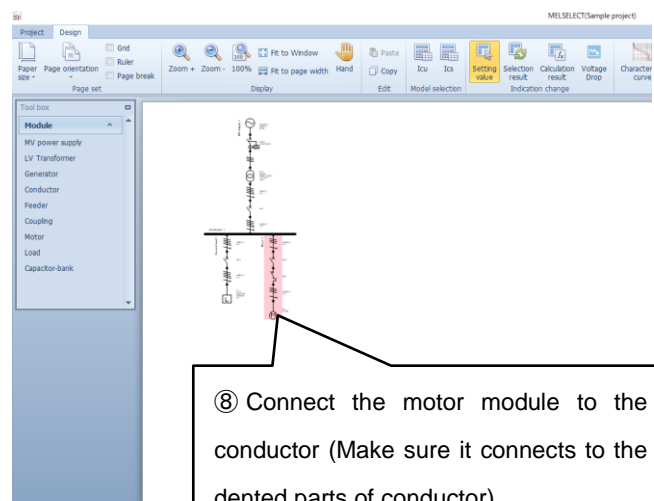 MELSELECT(Sample project)
Project Design
Paper size Page orientation Grid Ruler Page break Zoom + Zoom - 100% Fit to Window Fit to page width Hand Paste Copy Icu Ics Setting value Selection result Calculation result Voltage Drop Character curve
Page set Display Edit Model selection Indication change
Tool box
Module
MV power supply
LV Transformer
Generator
Conductor
Feeder
Coupling
Motor
Load
Capacitor-bank
L
⑧ Connect the motor module to the
conductor (Make sure it connects to the
dented parts of conductor)